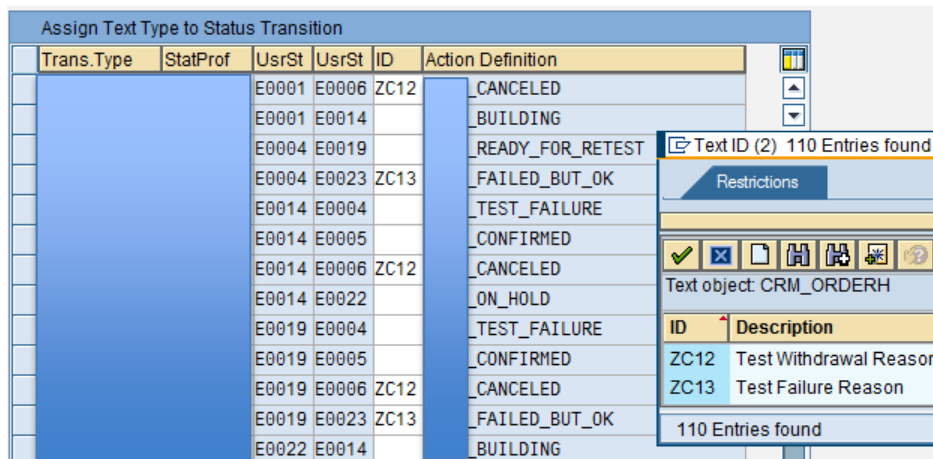 Assign Text Type to Status Transition
Trans.Type StatProf UsrSt UsrSt ID Action Definition
E0001 E0006 ZC12 _CANCELED
E0001 E0014 _BUILDING
E0004 E0019 _READY_FOR_RETEST
E0004 E0023 ZC13 _FAILED_BUT_OK
E0014 E0004 _TEST_FAILURE
E0014 E0005 _CONFIRMED
E0014 E0006 ZC12 _CANCELED
E0014 E0022 _ON_HOLD
E0019 E0004 _TEST_FAILURE
E0019 E0005 _CONFIRMED
E0019 E0006 ZC12 _CANCELED
E0019 E0023 ZC13 _FAILED_BUT_OK
E0022 E0014 _BUILDING
Text ID (2) 110 Entries found
Restrictions
Text object: CRM_ORDERH
ID Description
ZC12 Test Withdrawal Reason
ZC13 Test Failure Reason
110 Entries found